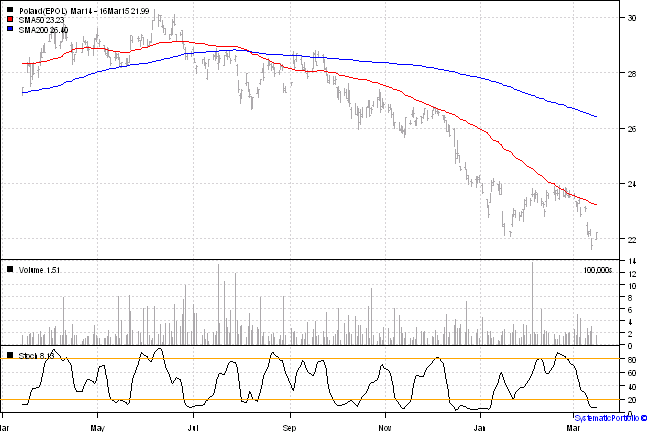 Poland(EPOL) Mar14 - 16Mar15 21.99
SMA50 23.23
SMA200 26.40
30
28
26
24
22
Volume 1.51
100,000s
14
12
10
8
6
4
2
0
Stoch 8.18
80
60
40
20
Mar May Jul Sep Nov Jan Mar
SystematicPortfolio ©